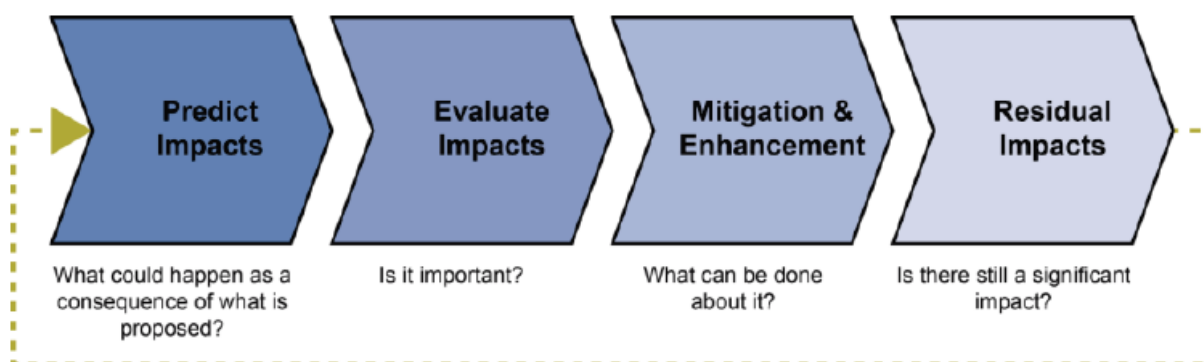 Predict
Impacts
Evaluate
Impacts
Mitigation &
Enhancement
Residual
Impacts
What could happen as a
consequence of what is
proposed?
Is it important?
What can be done
about it?
Is there still a significant
impact?